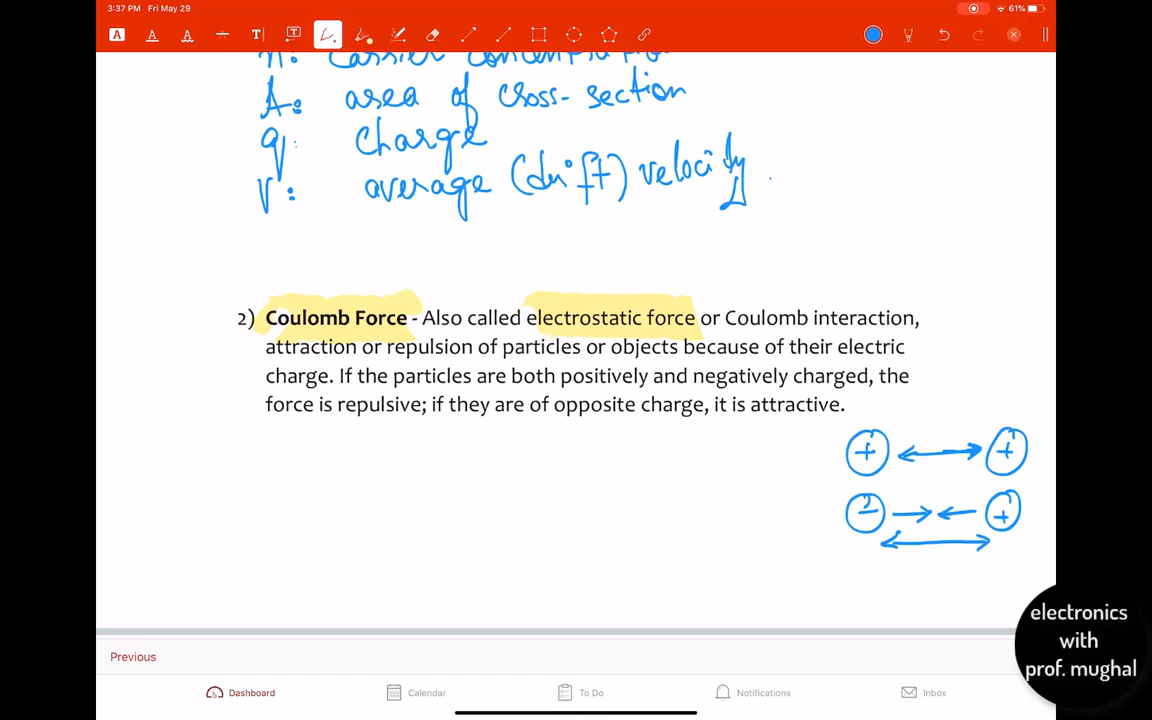 3:37 PM Fri May 29
61%
A A A T T
n: carrier concentration
A: area of cross-section
q: charge
v: average (drift) velocity
2) Coulomb Force - Also called electrostatic force or Coulomb interaction,
attraction or repulsion of particles or objects because of their electric
charge. If the particles are both positively and negatively charged, the
force is repulsive; if they are of opposite charge, it is attractive.
+ +
- +
electronics
with
prof. mughal
Previous
Dashboard Calendar To Do Notifications Inbox